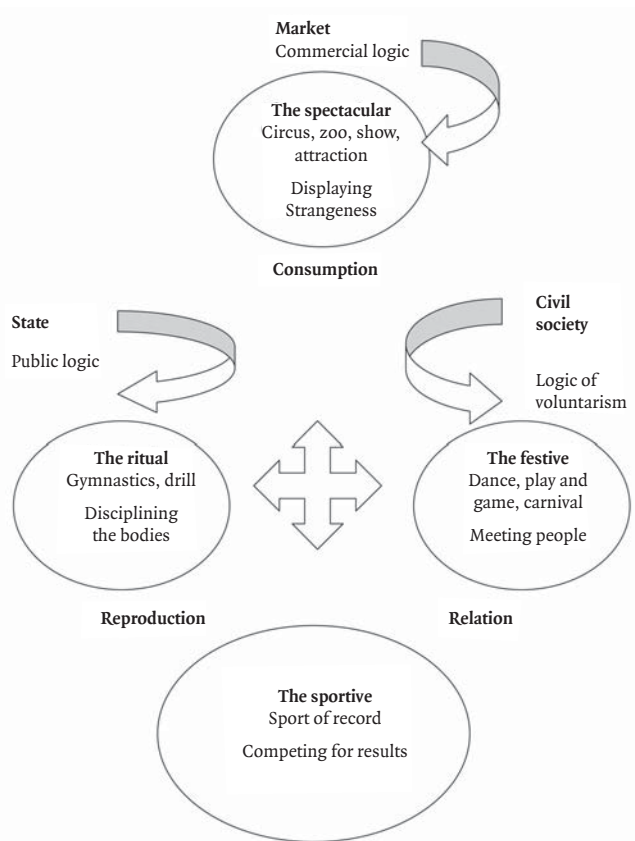 Market
Commercial logic
The spectacular
Circus, zoo, show,
attraction
Displaying
Strangeness
Consumption
State
Public logic
Civil
society
Logic of
voluntarism
The ritual
Gymnastics, drill
Disciplining
the bodies
The festive
Dance, play and
game, carnival
Meeting people
Reproduction
Relation
The sportive
Sport of record
Competing for results